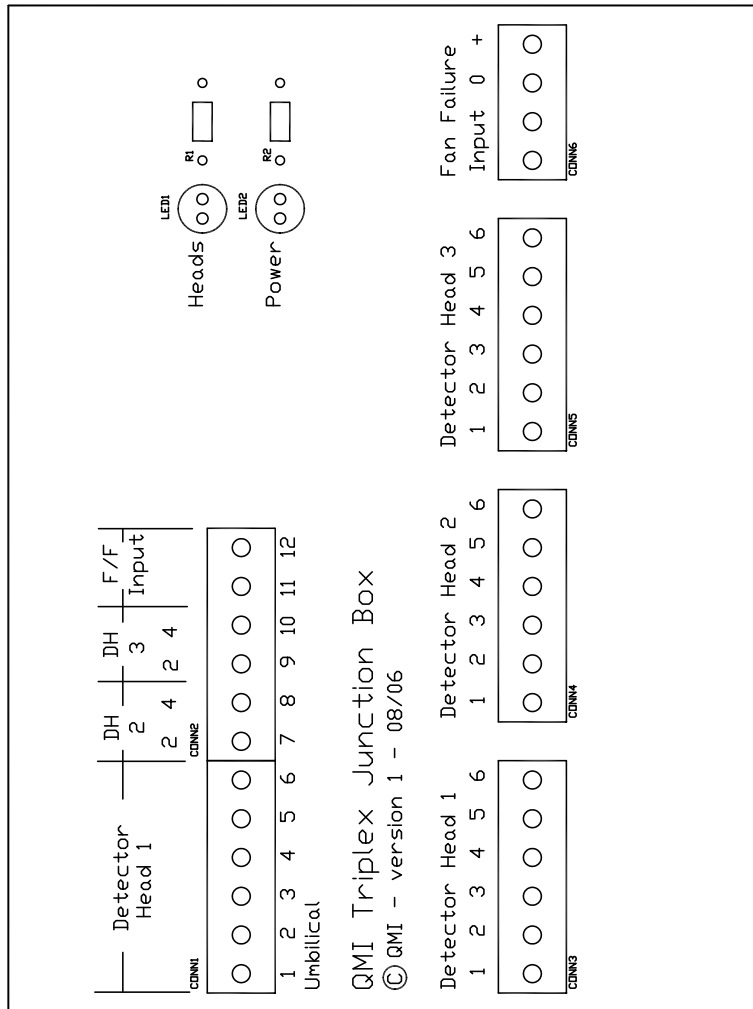 Detector
Head 1
DH
2
2 4
DH
3
2 4
F/F
Input
CONN1
CONN2
1 2 3 4 5 6 7 8 9 10 11 12
Umbilical
LED1
R1
Heads
LED2
R2
Power
QMI Triplex Junction Box
© QMI - version 1 - 08/06
Detector Head 1
1 2 3 4 5 6
CONN3
Detector Head 2
1 2 3 4 5 6
CONN4
Detector Head 3
1 2 3 4 5 6
CONN5
Fan Failure
Input 0 +
CONN6